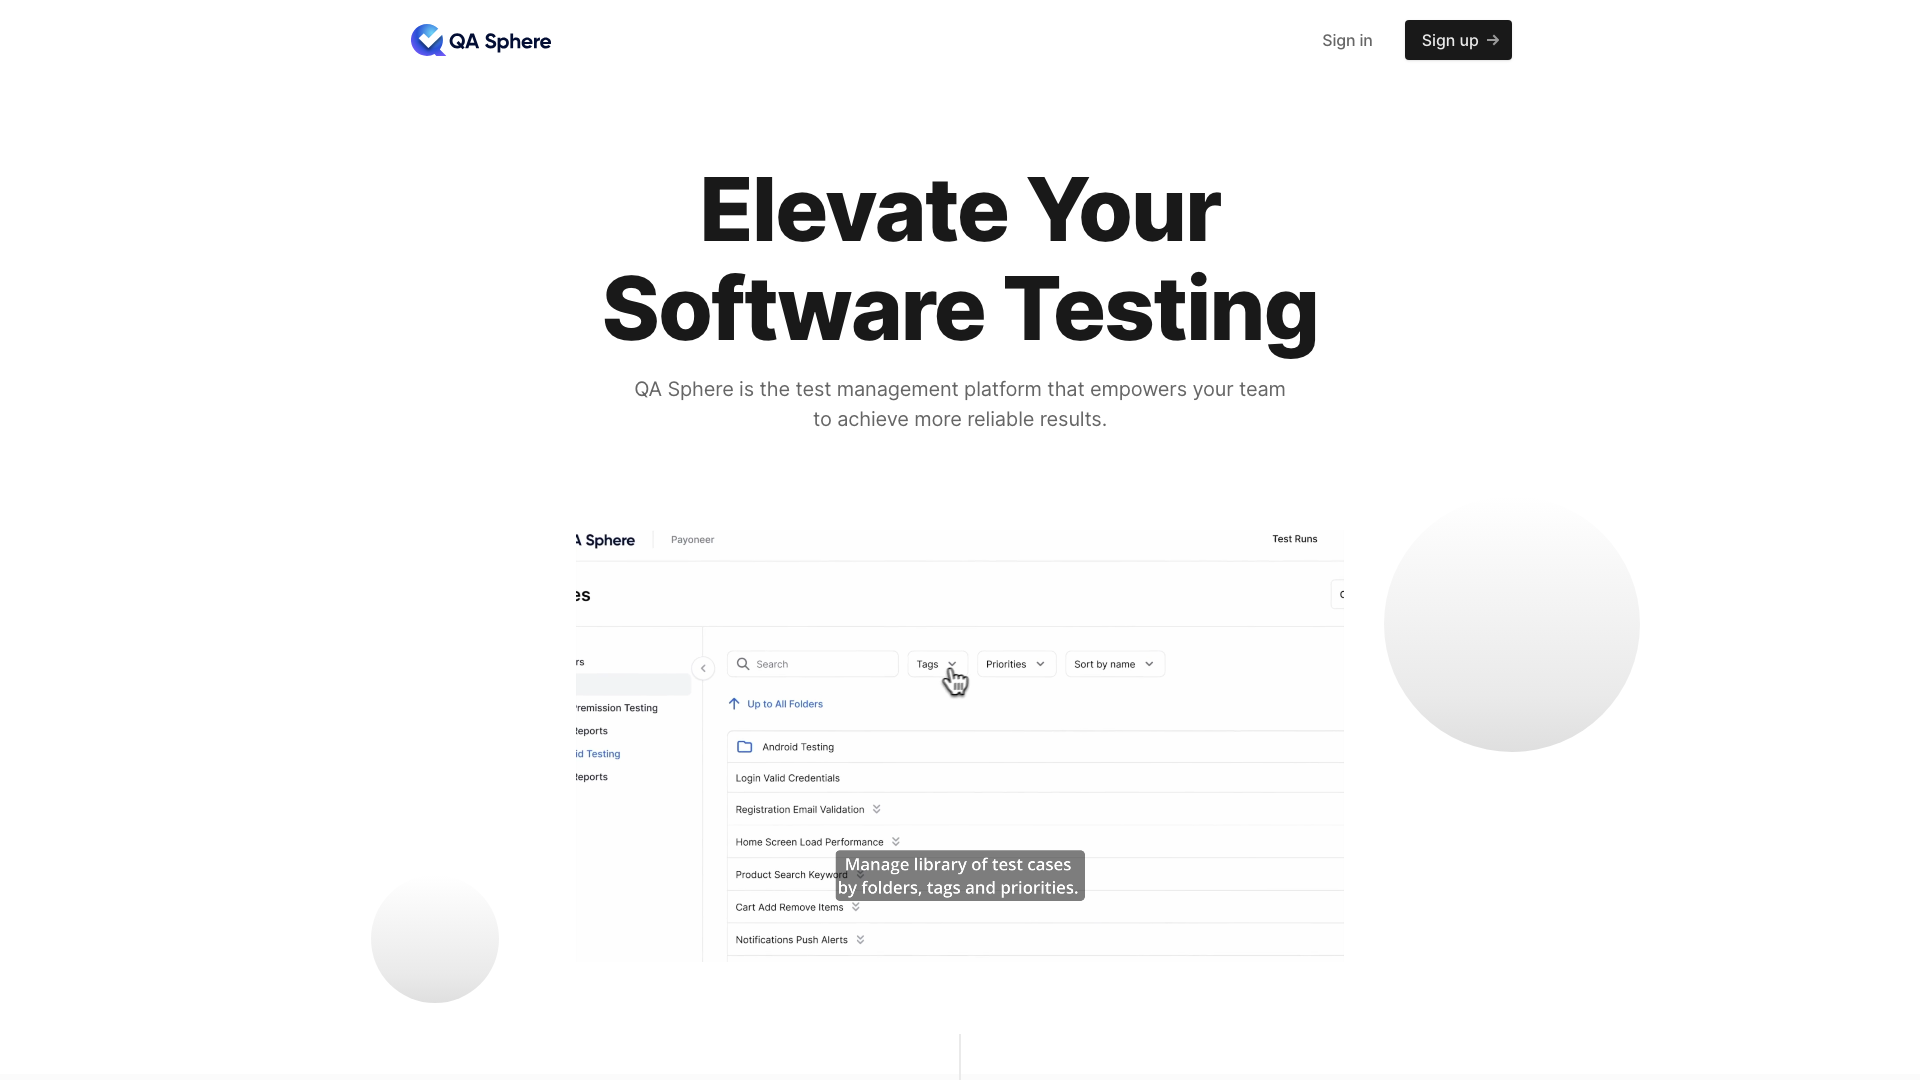 QA Sphere
Sign in
Sign up
Elevate Your
Software Testing
QA Sphere is the test management platform that empowers your team
to achieve more reliable results.
A Sphere
Payoneer
Test Runs
es
rs
remission Testing
Reports
id Testing
Reports
Search
Tags
Priorities
Sort by name
Up to All Folders
Android Testing
Login Valid Credentials
Registration Email Validation
Home Screen Load Performance
Product Search Keyword
Manage library of test cases
by folders, tags and priorities.
Cart Add Remove Items
Notifications Push Alerts